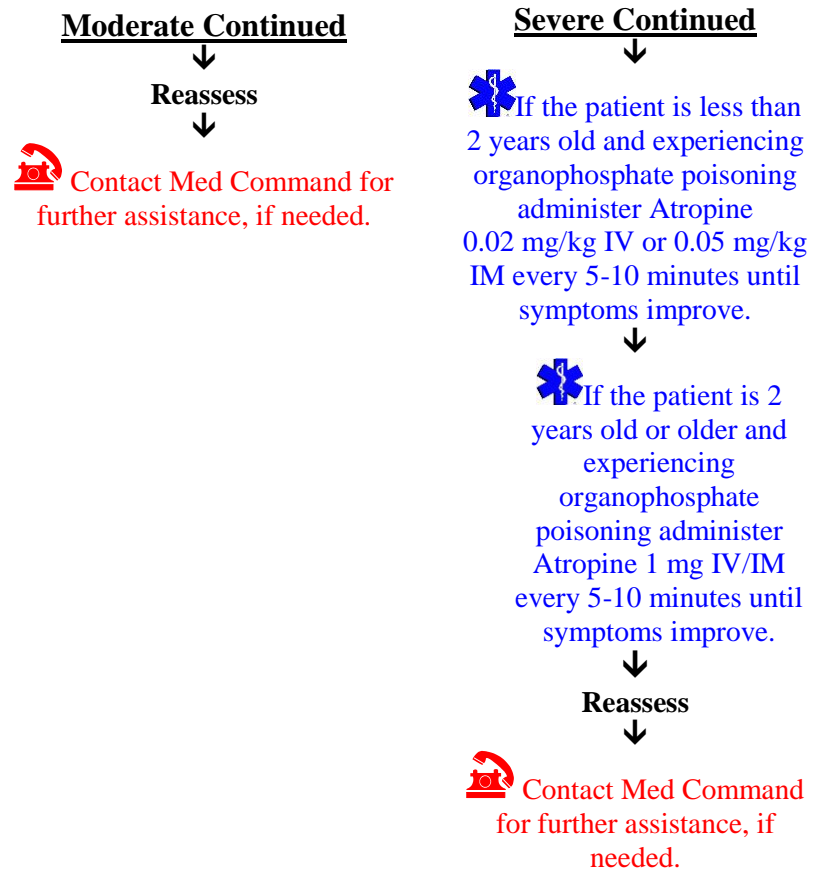 Moderate Continued
Reassess
Contact Med Command for
further assistance, if needed.
Severe Continued
If the patient is less than
2 years old and experiencing
organophosphate poisoning
administer Atropine
0.02 mg/kg IV or 0.05 mg/kg
IM every 5-10 minutes until
symptoms improve.
If the patient is 2
years old or older and
experiencing
organophosphate
poisoning administer
Atropine 1 mg IV/IM
every 5-10 minutes until
symptoms improve.
Reassess
Contact Med Command
for further assistance, if
needed.